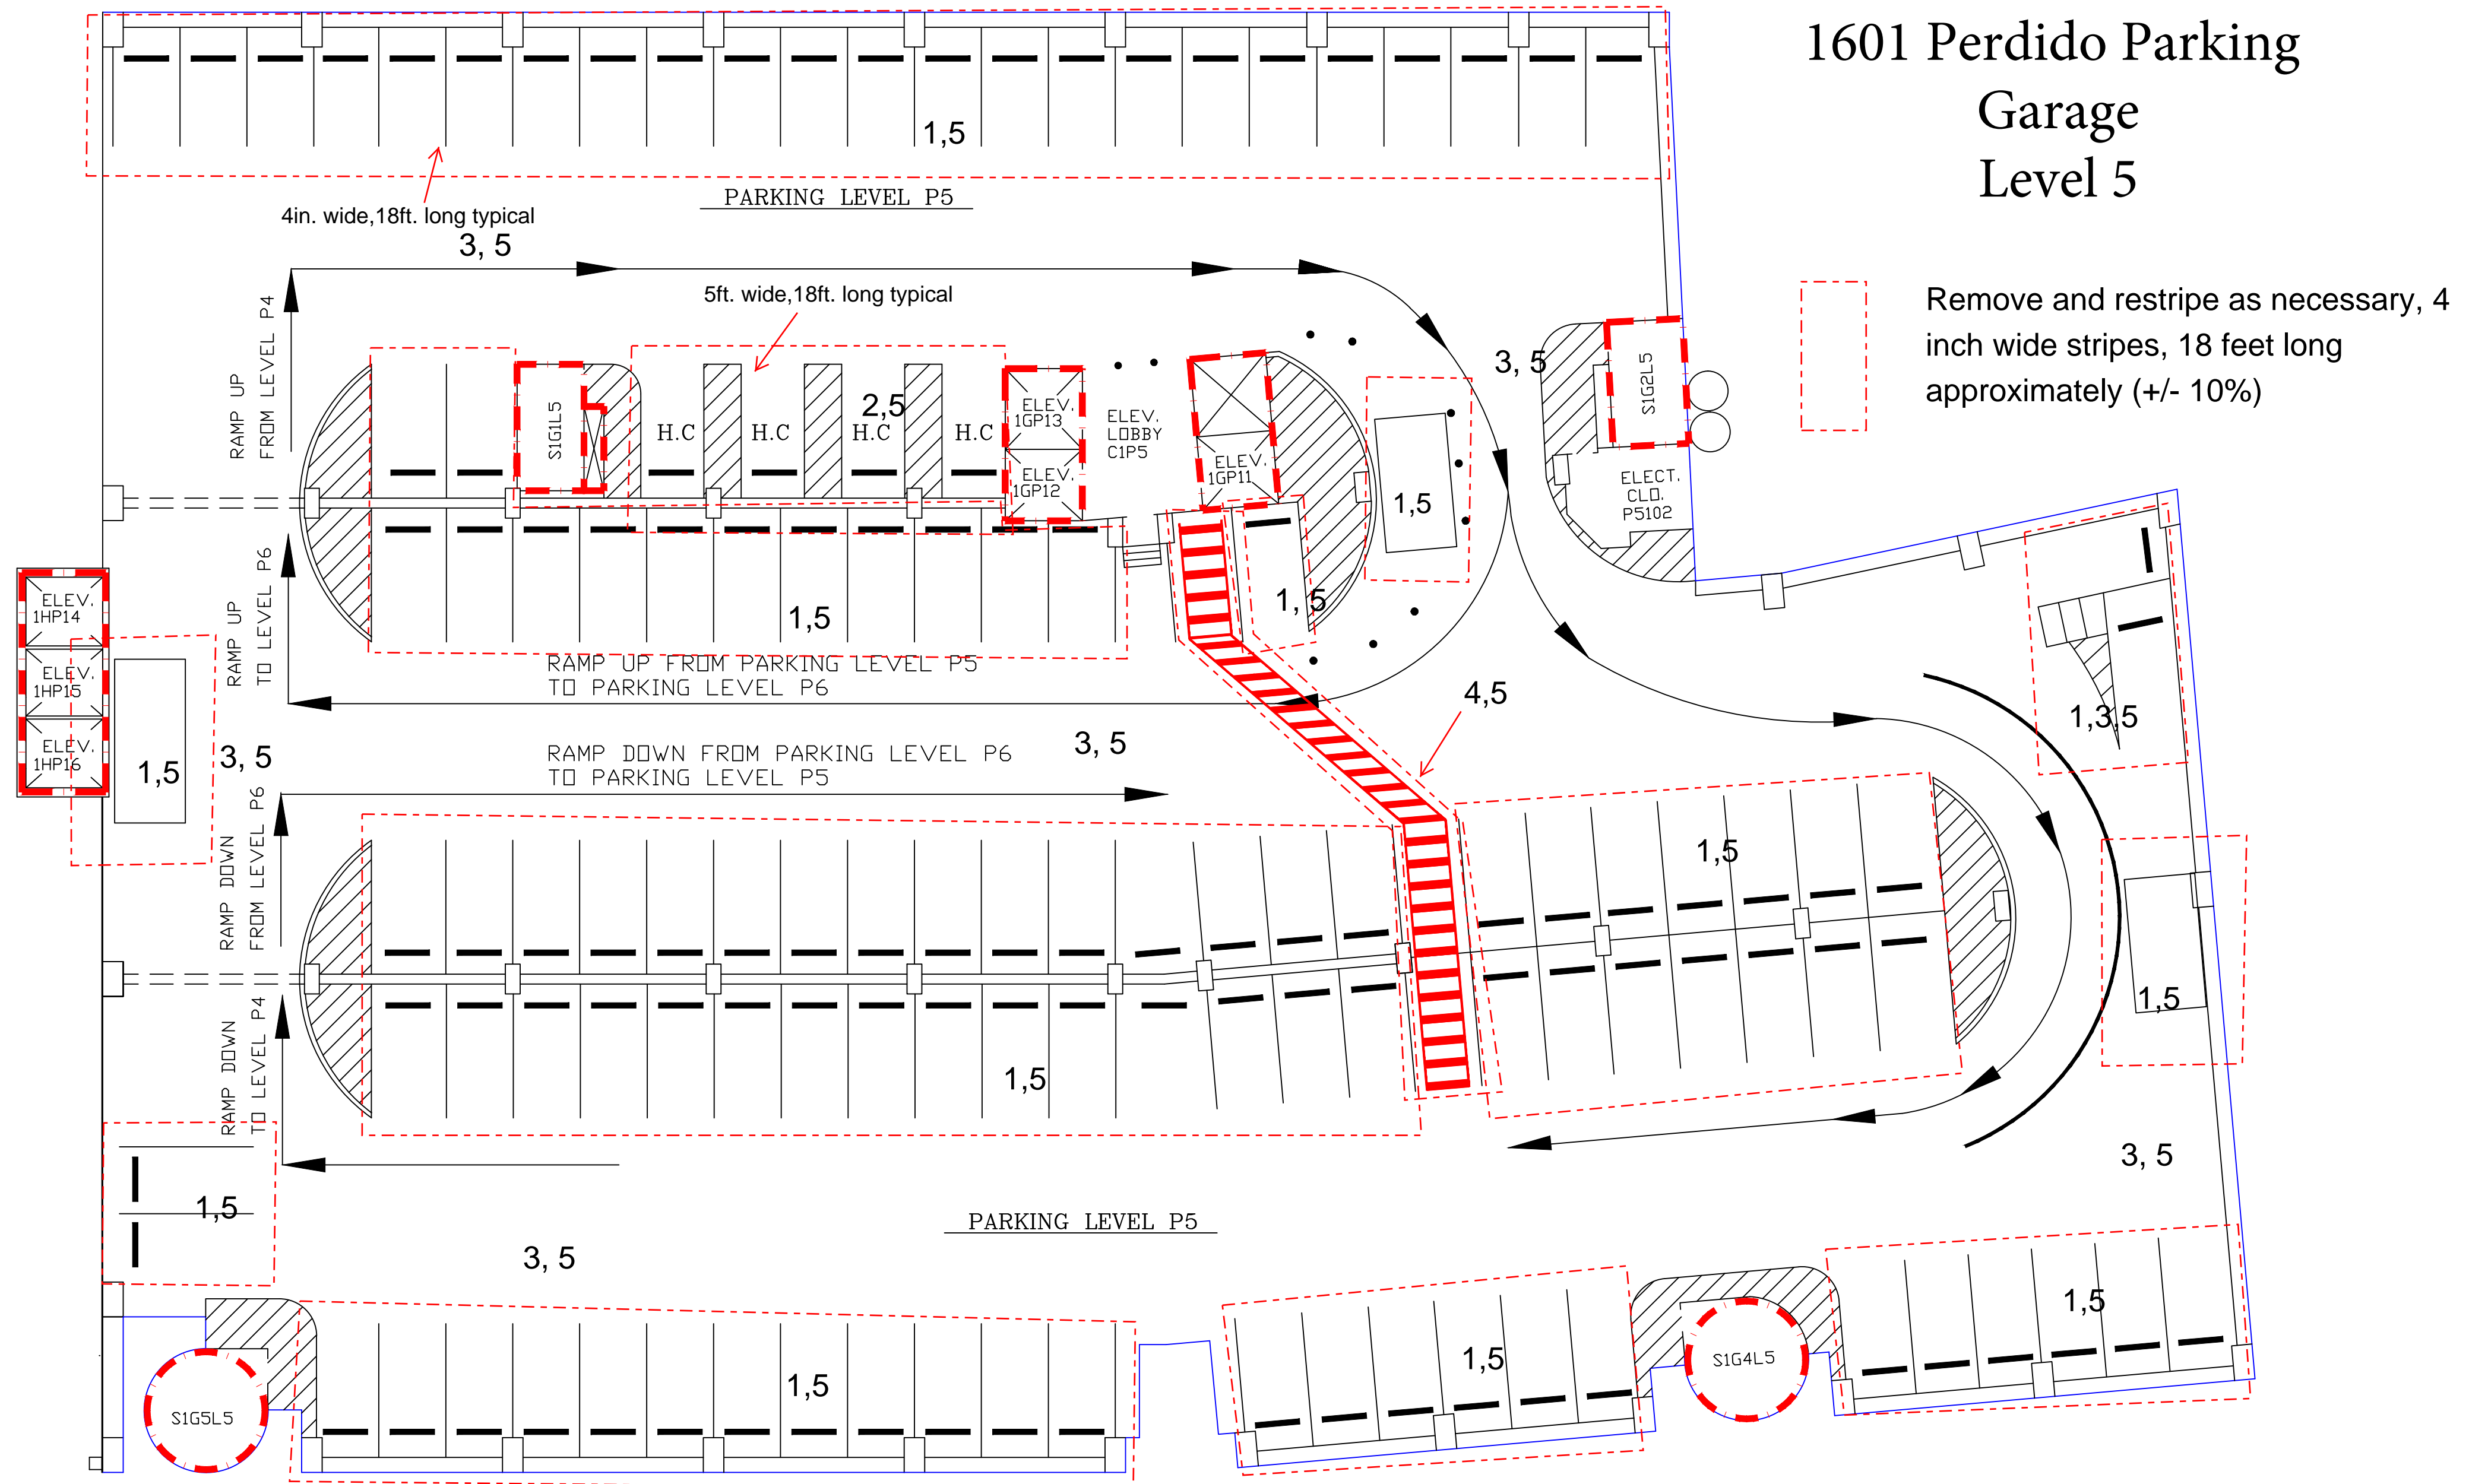 1601 Perdido Parking
Garage
Level 5
1,5
PARKING LEVEL P5
4in. wide,18ft. long typical
3, 5
5ft. wide,18ft. long typical
Remove and restripe as necessary, 4
inch wide stripes, 18 feet long
approximately (+/- 10%)
RAMP UP
FROM LEVEL P4
S1G1L5
2,5
H.C
H.C
H.C
H.C
ELEV.
1GP13
ELEV.
1GP12
ELEV.
LOBBY
C1P5
ELEV.
1GP11
1,5
3, 5
S1G2L5
ELECT.
CLO.
P5102
RAMP UP
TO LEVEL P6
1,5
1, 5
ELEV.
1HP14
ELEV.
1HP15
ELEV.
1HP16
1,5
3, 5
RAMP UP FROM PARKING LEVEL P5
TO PARKING LEVEL P6
RAMP DOWN FROM PARKING LEVEL P6
TO PARKING LEVEL P5
3, 5
4,5
1,3,5
RAMP DOWN
FROM LEVEL P6
1,5
1,5
RAMP DOWN
TO LEVEL P4
1,5
1,5
3, 5
PARKING LEVEL P5
3, 5
1,5
1,5
1,5
S1G5L5
S1G4L5